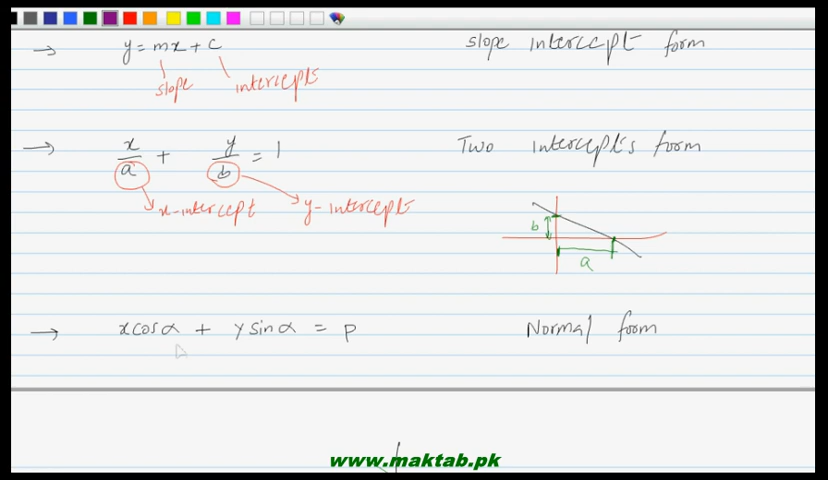 → y = mx + c slope intercept form
slope intercepts
→ x/a + y/b = 1 Two intercepts form
x-intercept y-intercept
b
a
→ x cos α + y sin α = p Normal form
www.maktab.pk